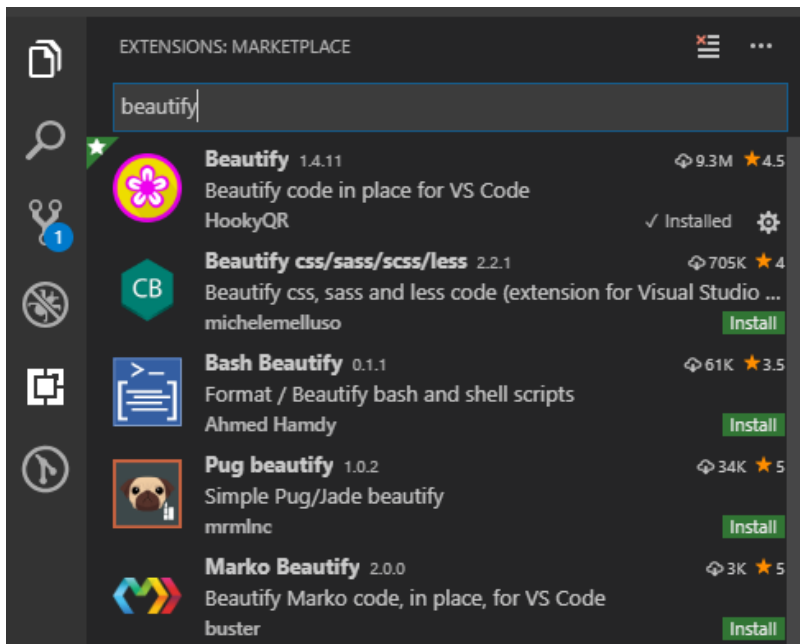 EXTENSIONS: MARKETPLACE
beautify
Beautify 1.4.11 9.3M 4.5
Beautify code in place for VS Code
HookyQR ✓ Installed
Beautify css/sass/scss/less 2.2.1 705K 4
CB
Beautify css, sass and less code (extension for Visual Studio ...
michelemelluso Install
Bash Beautify 0.1.1 61K 3.5
Format / Beautify bash and shell scripts
Ahmed Hamdy Install
Pug beautify 1.0.2 34K 5
Simple Pug/Jade beautify
mrmlnc Install
Marko Beautify 2.0.0 3K 5
Beautify Marko code, in place, for VS Code
buster Install
1